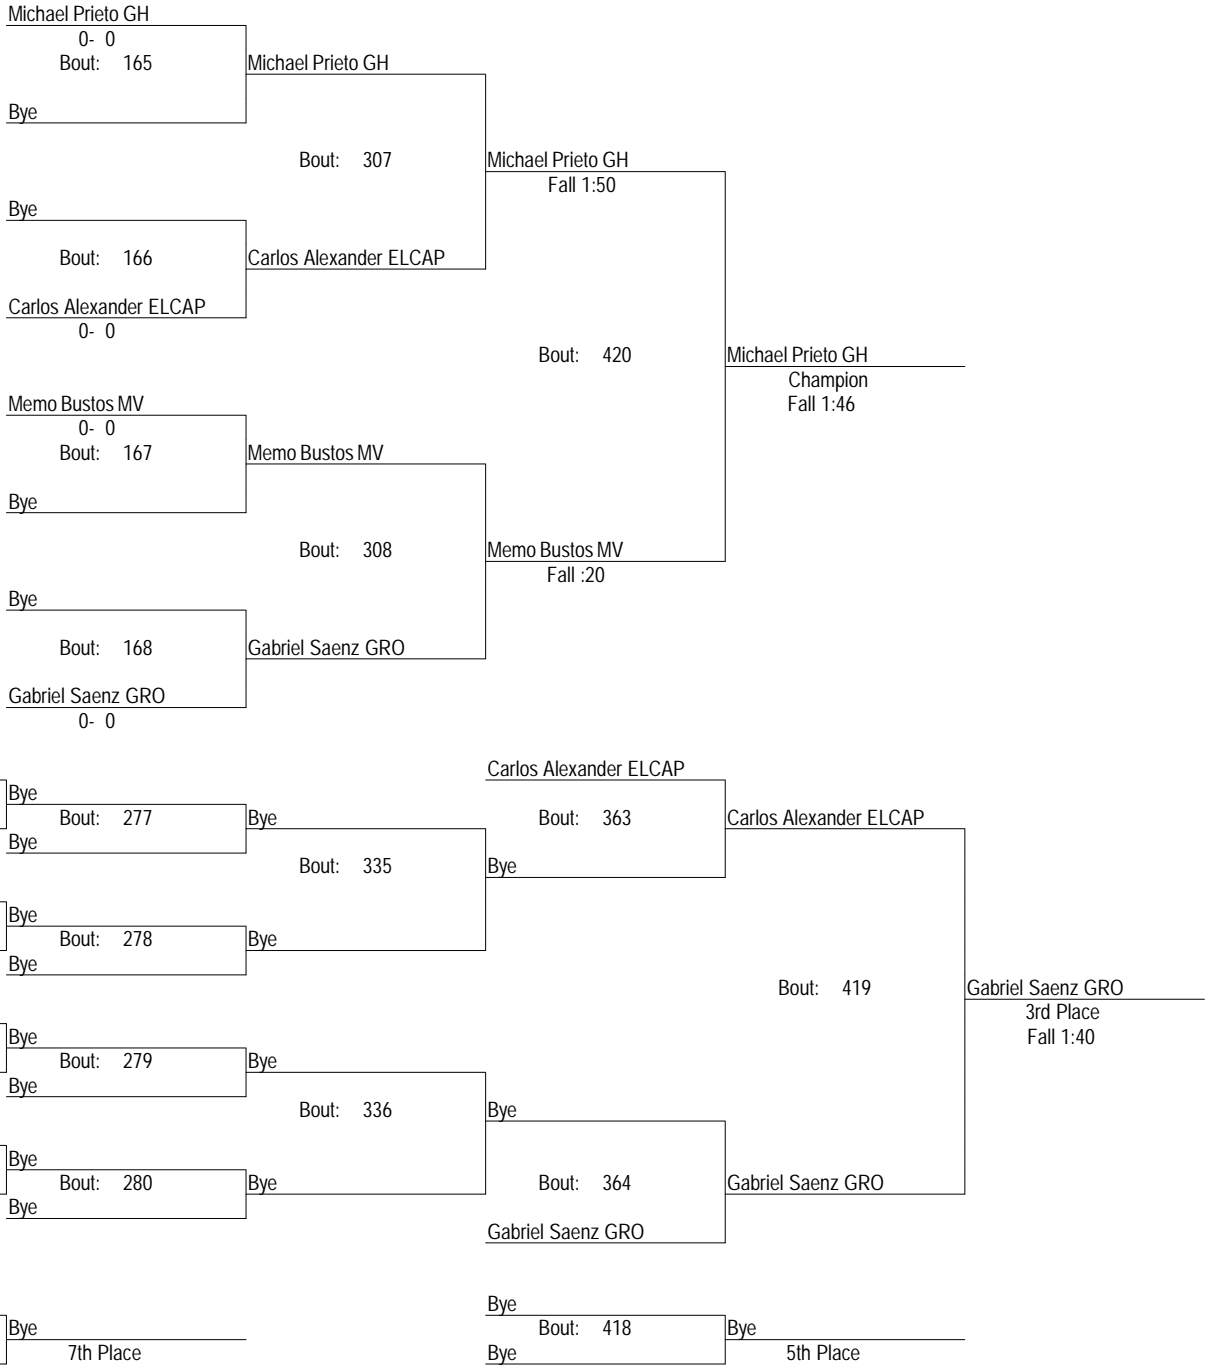 Michael Prieto GH
0- 0
Bout: 165
Michael Prieto GH
Bye
Bout: 307
Michael Prieto GH
Fall 1:50
Bye
Bout: 166
Carlos Alexander ELCAP
Carlos Alexander ELCAP
0- 0
Bout: 420
Michael Prieto GH
Champion
Fall 1:46
Memo Bustos MV
0- 0
Bout: 167
Memo Bustos MV
Bye
Bout: 308
Memo Bustos MV
Fall :20
Bye
Bout: 168
Gabriel Saenz GRO
Gabriel Saenz GRO
0- 0
Carlos Alexander ELCAP
Bye
Bout: 277
Bye
Bout: 363
Carlos Alexander ELCAP
Bye
Bout: 335
Bye
Bye
Bout: 278
Bye
Bye
Bout: 419
Gabriel Saenz GRO
3rd Place
Fall 1:40
Bye
Bout: 279
Bye
Bye
Bout: 336
Bye
Bye
Bout: 280
Bye
Bout: 364
Gabriel Saenz GRO
Bye
Gabriel Saenz GRO
Bye
Bye
Bout: 418
Bye
7th Place
Bye
5th Place